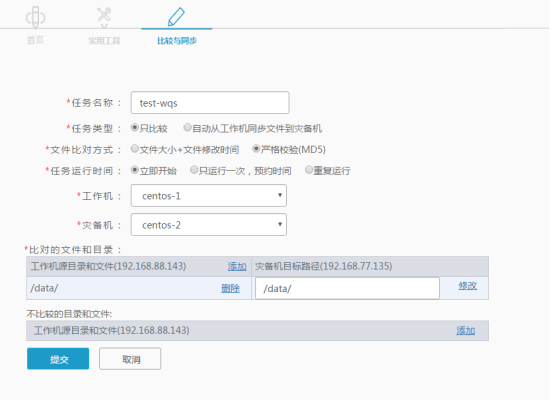 首页 实用工具 比较与同步
*任务名称： test-wqs
*任务类型： 只比较 自动从工作机同步文件到灾备机
*文件比对方式： 文件大小+文件修改时间 严格校验(MD5)
*任务运行时间： 立即开始 只运行一次，预约时间 重复运行
*工作机： centos-1
*灾备机： centos-2
*比对的文件和目录：
工作机源目录和文件(192.168.88.143) 添加 灾备机目标路径(192.168.77.135)
/data/ 删除 /data/ 修改
不比较的目录和文件:
工作机源目录和文件(192.168.88.143) 添加
提交 取消